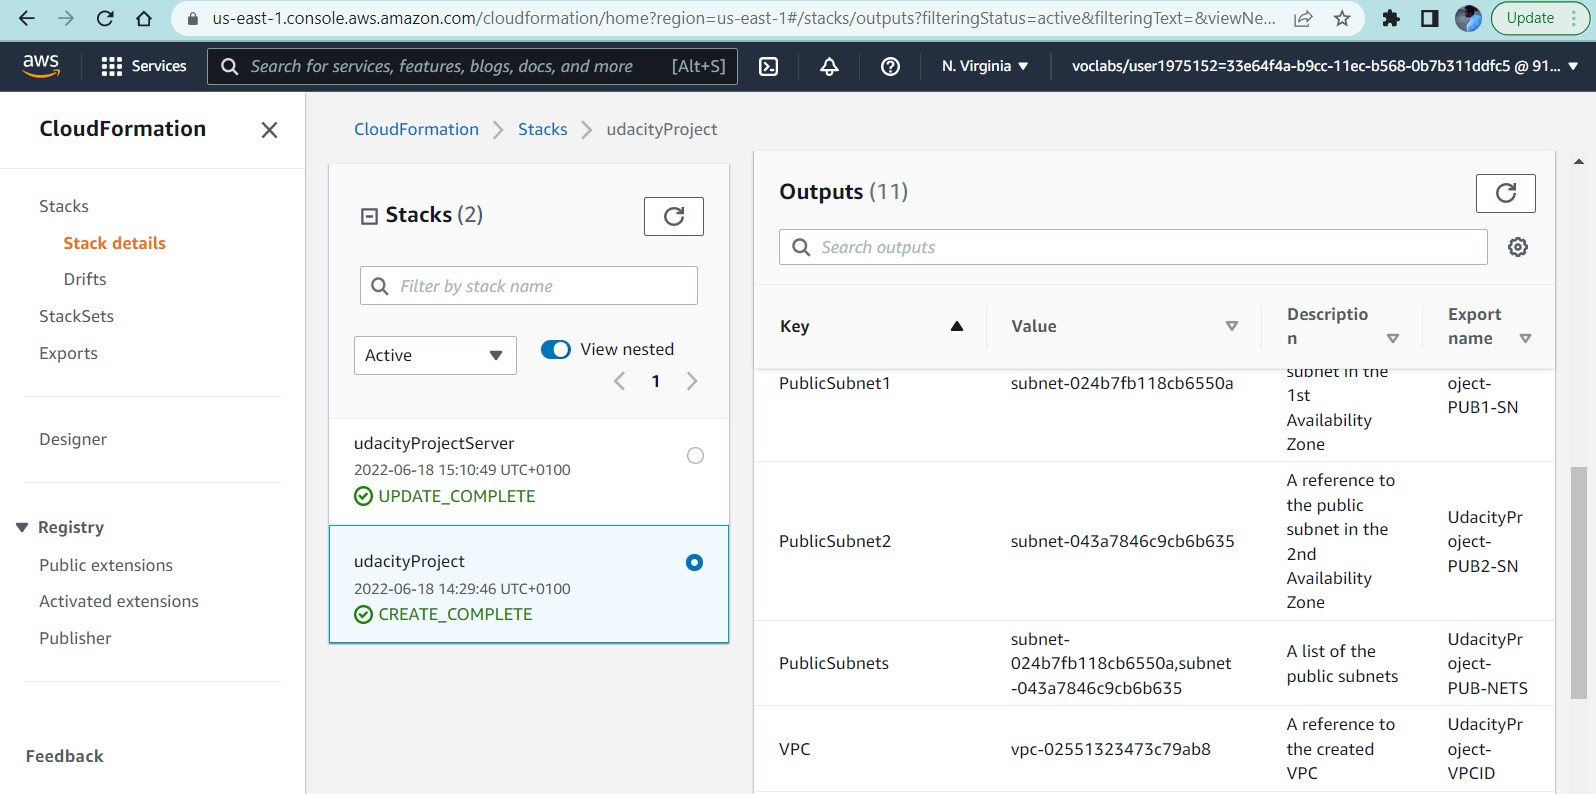 us-east-1.console.aws.amazon.com/cloudformation/home?region=us-east-1#/stacks/outputs?filteringStatus=active&filteringText=&viewNe...
Update
aws
Services
Search for services, features, blogs, docs, and more
[Alt+S]
N. Virginia
voclabs/user1975152=33e64f4a-b9cc-11ec-b568-0b7b311ddfc5 @ 91...
CloudFormation
Stacks
Stack details
Drifts
StackSets
Exports
Designer
Registry
Public extensions
Activated extensions
Publisher
Feedback
CloudFormation
Stacks
udacityProject
Stacks (2)
Filter by stack name
Active
View nested
1
udacityProjectServer
2022-06-18 15:10:49 UTC+0100
UPDATE_COMPLETE
udacityProject
2022-06-18 14:29:46 UTC+0100
CREATE_COMPLETE
Outputs (11)
Search outputs
Key
Value
Descriptio
n
Export
name
PublicSubnet1
subnet-024b7fb118cb6550a
subnet in the
1st
Availability
Zone
oject-
PUB1-SN
PublicSubnet2
subnet-043a7846c9cb6b635
A reference to
the public
subnet in the
2nd
Availability
Zone
UdacityPr
oject-
PUB2-SN
PublicSubnets
subnet-
024b7fb118cb6550a,subnet
-043a7846c9cb6b635
A list of the
public subnets
UdacityPr
oject-
PUB-NETS
VPC
vpc-02551323473c79ab8
A reference to
the created
VPC
UdacityPr
oject-
VPCID